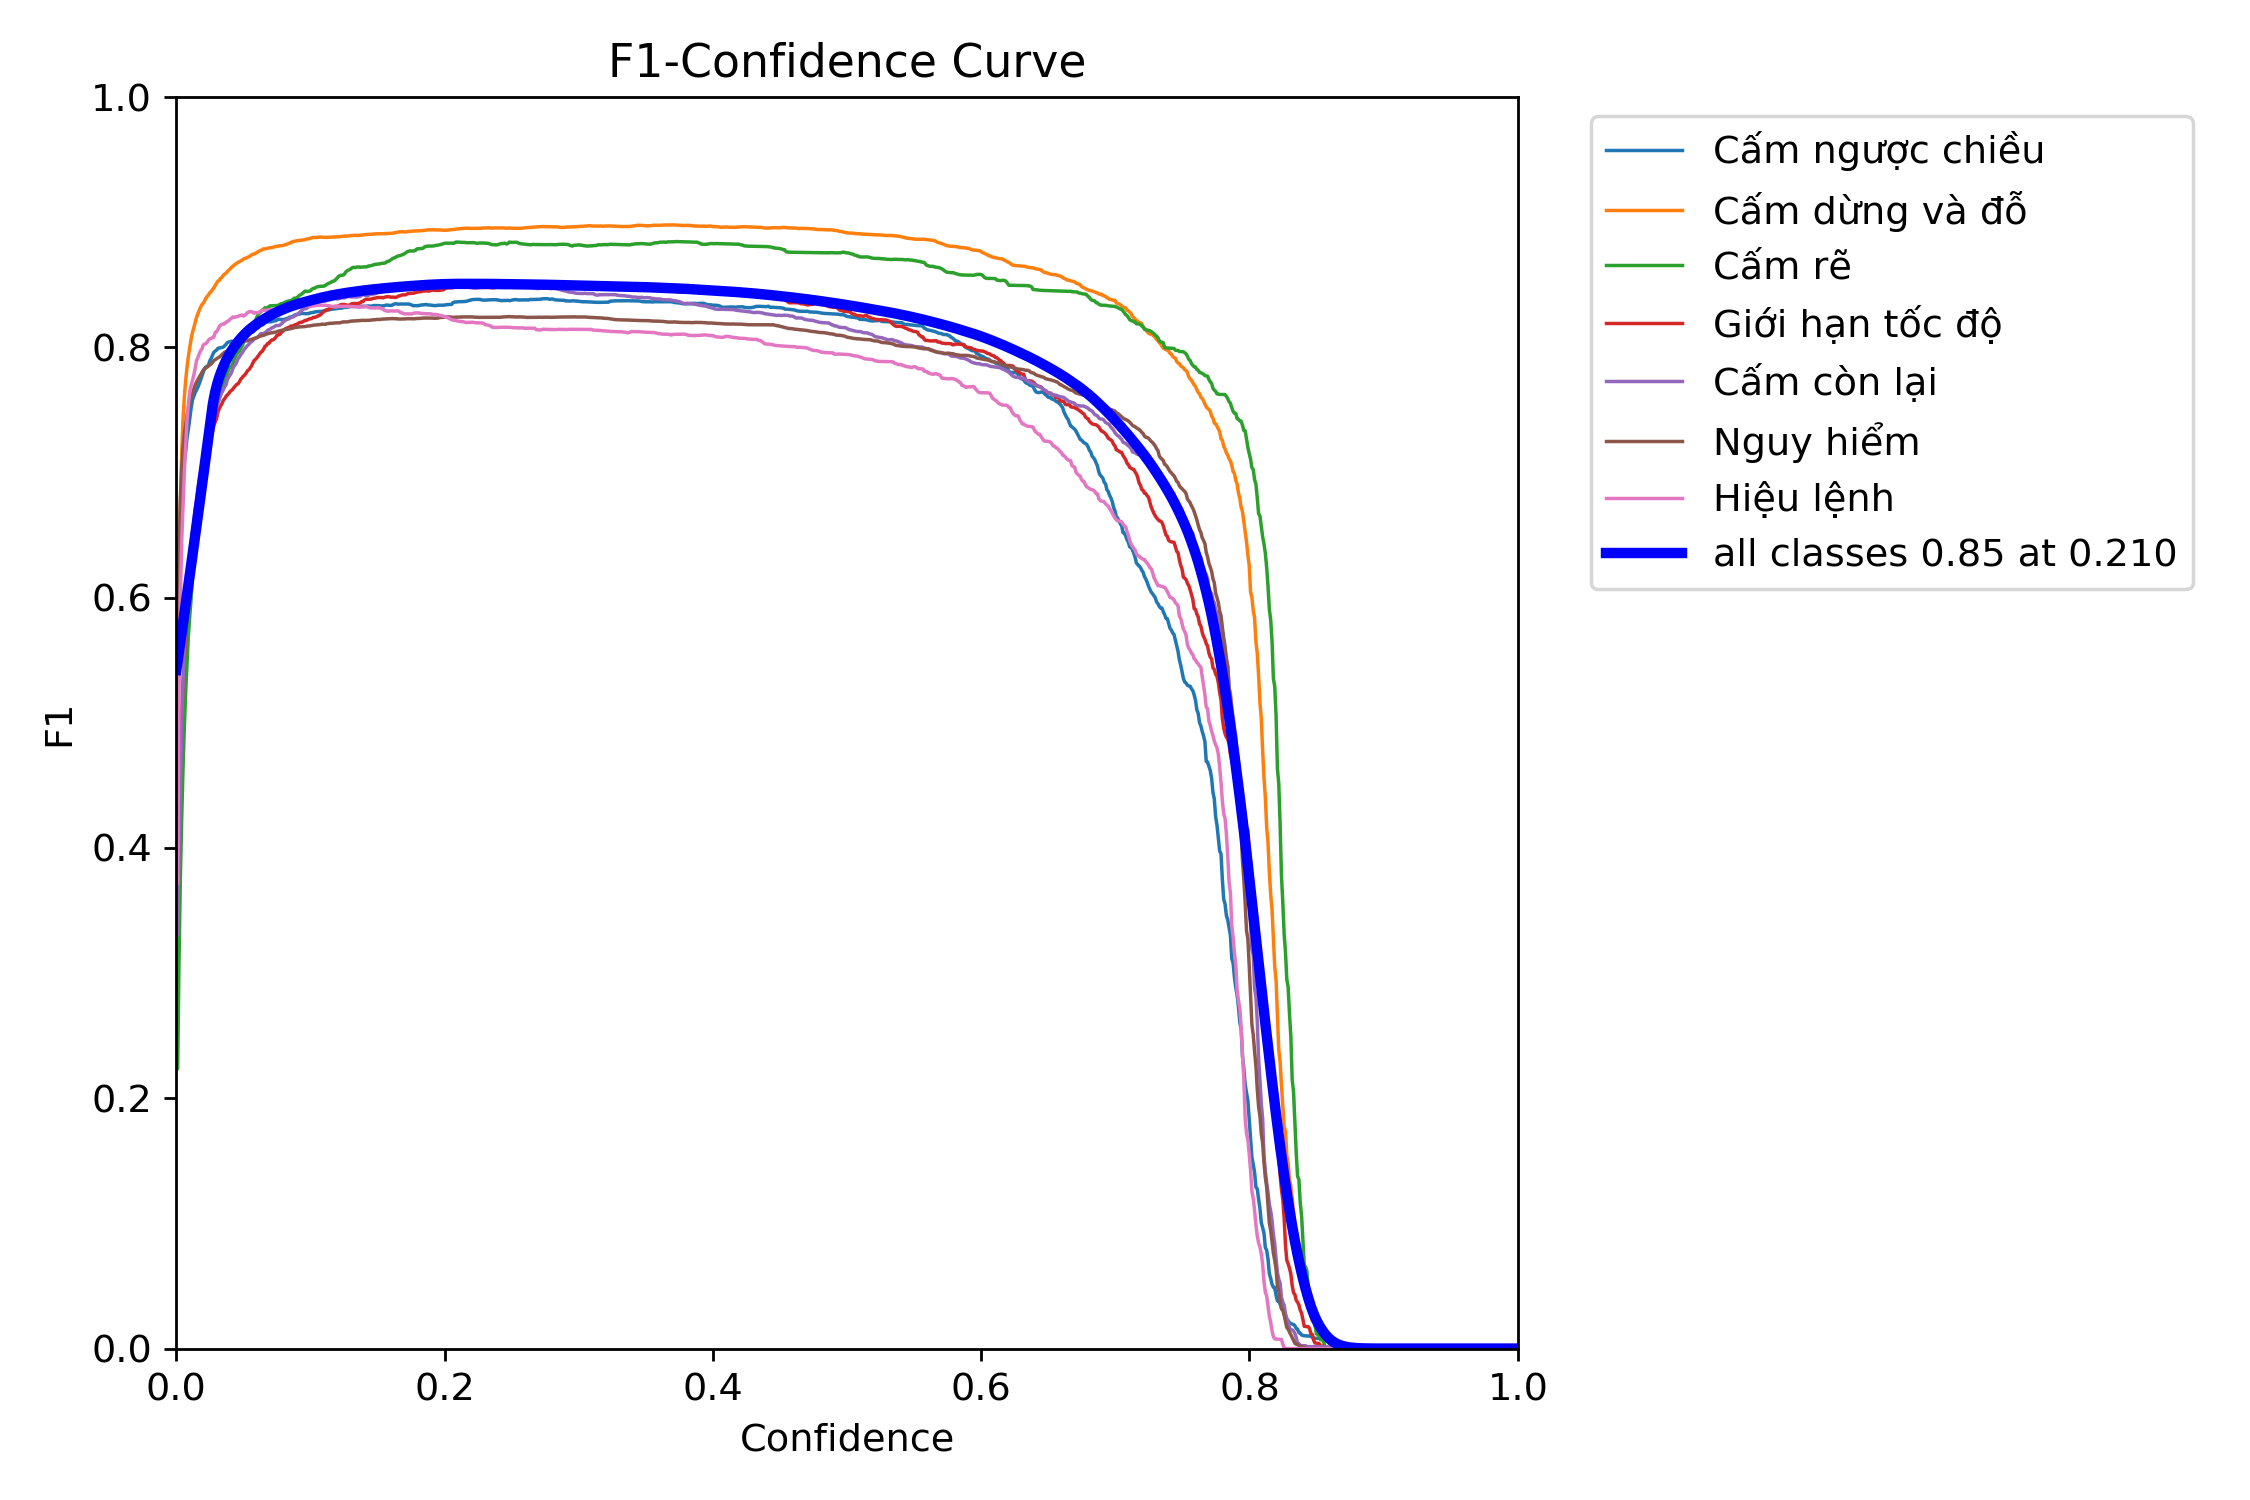 F1-Confidence Curve
1.0
0.8
0.6
0.4
0.2
0.0
F1
0.0 0.2 0.4 0.6 0.8 1.0
Confidence
Cấm ngược chiều
Cấm dừng và đỗ
Cấm rẽ
Giới hạn tốc độ
Cấm còn lại
Nguy hiểm
Hiệu lệnh
all classes 0.85 at 0.210